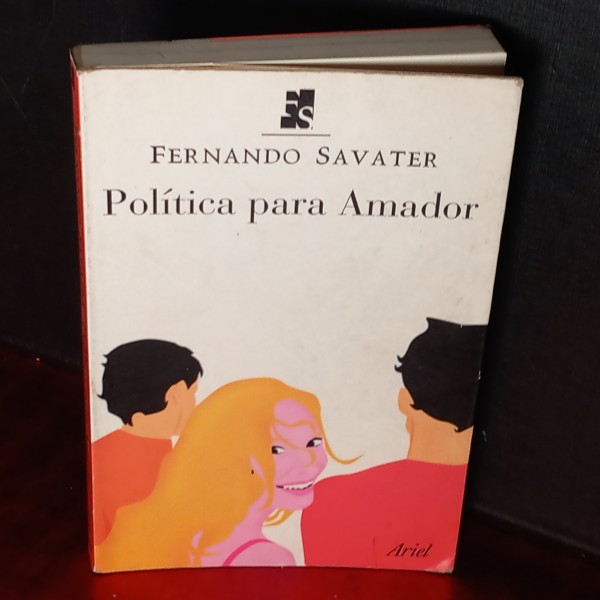 FS
FERNANDO SAVATER
Política para Amador
Ariel